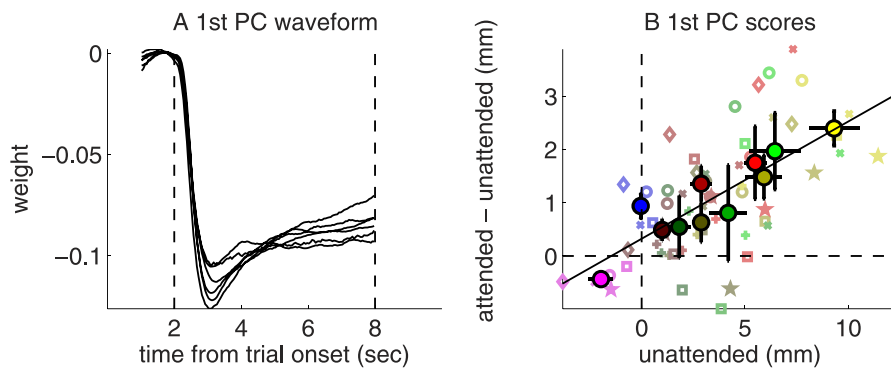 A 1st PC waveform
0
−0.05
−0.1
weight
2 4 6 8
time from trial onset (sec)
B 1st PC scores
3
2
1
0
attended − unattended (mm)
0 5 10
unattended (mm)